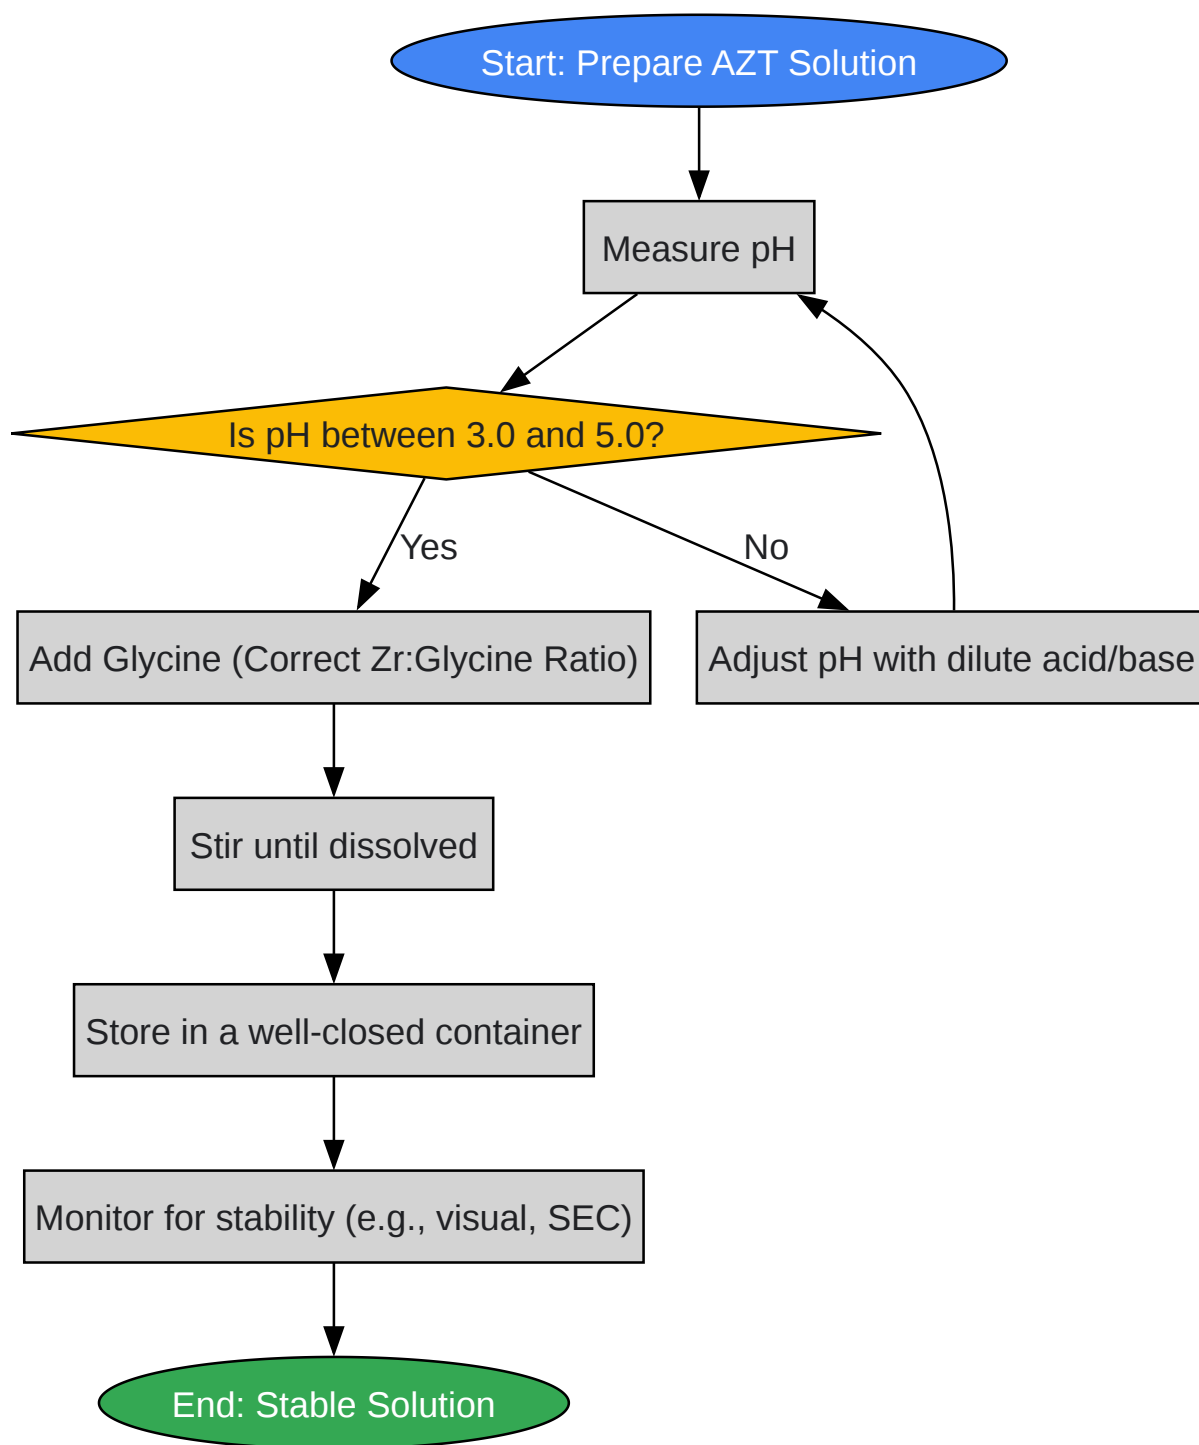 Start: Prepare AZT Solution
Measure pH
Is pH between 3.0 and 5.0?
Yes
No
Add Glycine (Correct Zr:Glycine Ratio)
Adjust pH with dilute acid/base
Stir until dissolved
Store in a well-closed container
Monitor for stability (e.g., visual, SEC)
End: Stable Solution